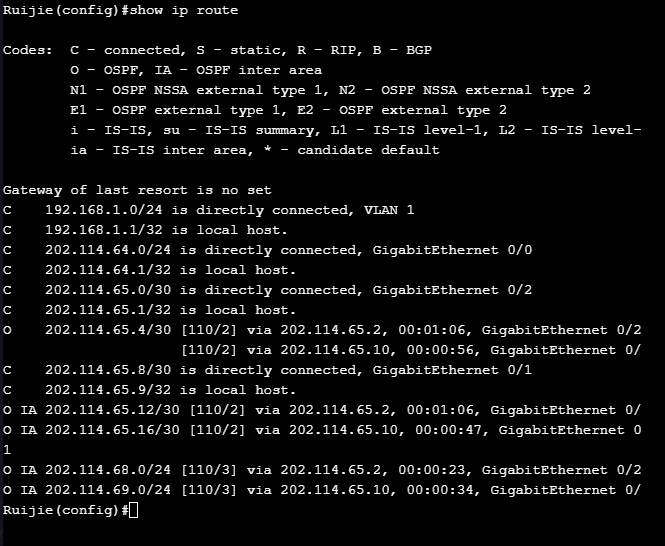 Ruijie(config)#show ip route

Codes:  C - connected, S - static, R - RIP, B - BGP
        O - OSPF, IA - OSPF inter area
        N1 - OSPF NSSA external type 1, N2 - OSPF NSSA external type 2
        E1 - OSPF external type 1, E2 - OSPF external type 2
        i - IS-IS, su - IS-IS summary, L1 - IS-IS level-1, L2 - IS-IS level-
        ia - IS-IS inter area, * - candidate default

Gateway of last resort is no set
C    192.168.1.0/24 is directly connected, VLAN 1
C    192.168.1.1/32 is local host.
C    202.114.64.0/24 is directly connected, GigabitEthernet 0/0
C    202.114.64.1/32 is local host.
C    202.114.65.0/30 is directly connected, GigabitEthernet 0/2
C    202.114.65.1/32 is local host.
O    202.114.65.4/30 [110/2] via 202.114.65.2, 00:01:06, GigabitEthernet 0/2
                     [110/2] via 202.114.65.10, 00:00:56, GigabitEthernet 0/
C    202.114.65.8/30 is directly connected, GigabitEthernet 0/1
C    202.114.65.9/32 is local host.
O IA 202.114.65.12/30 [110/2] via 202.114.65.2, 00:01:06, GigabitEthernet 0/
O IA 202.114.65.16/30 [110/2] via 202.114.65.10, 00:00:47, GigabitEthernet 0
1
O IA 202.114.68.0/24 [110/3] via 202.114.65.2, 00:00:23, GigabitEthernet 0/2
O IA 202.114.69.0/24 [110/3] via 202.114.65.10, 00:00:34, GigabitEthernet 0/
Ruijie(config)#